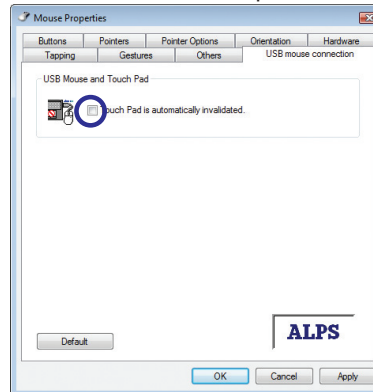 Mouse Properties
Buttons Pointers Pointer Options Orientation Hardware
Tapping Gestures Others USB mouse connection
USB Mouse and Touch Pad
Touch Pad is automatically invalidated.
ALPS
Default
OK Cancel Apply